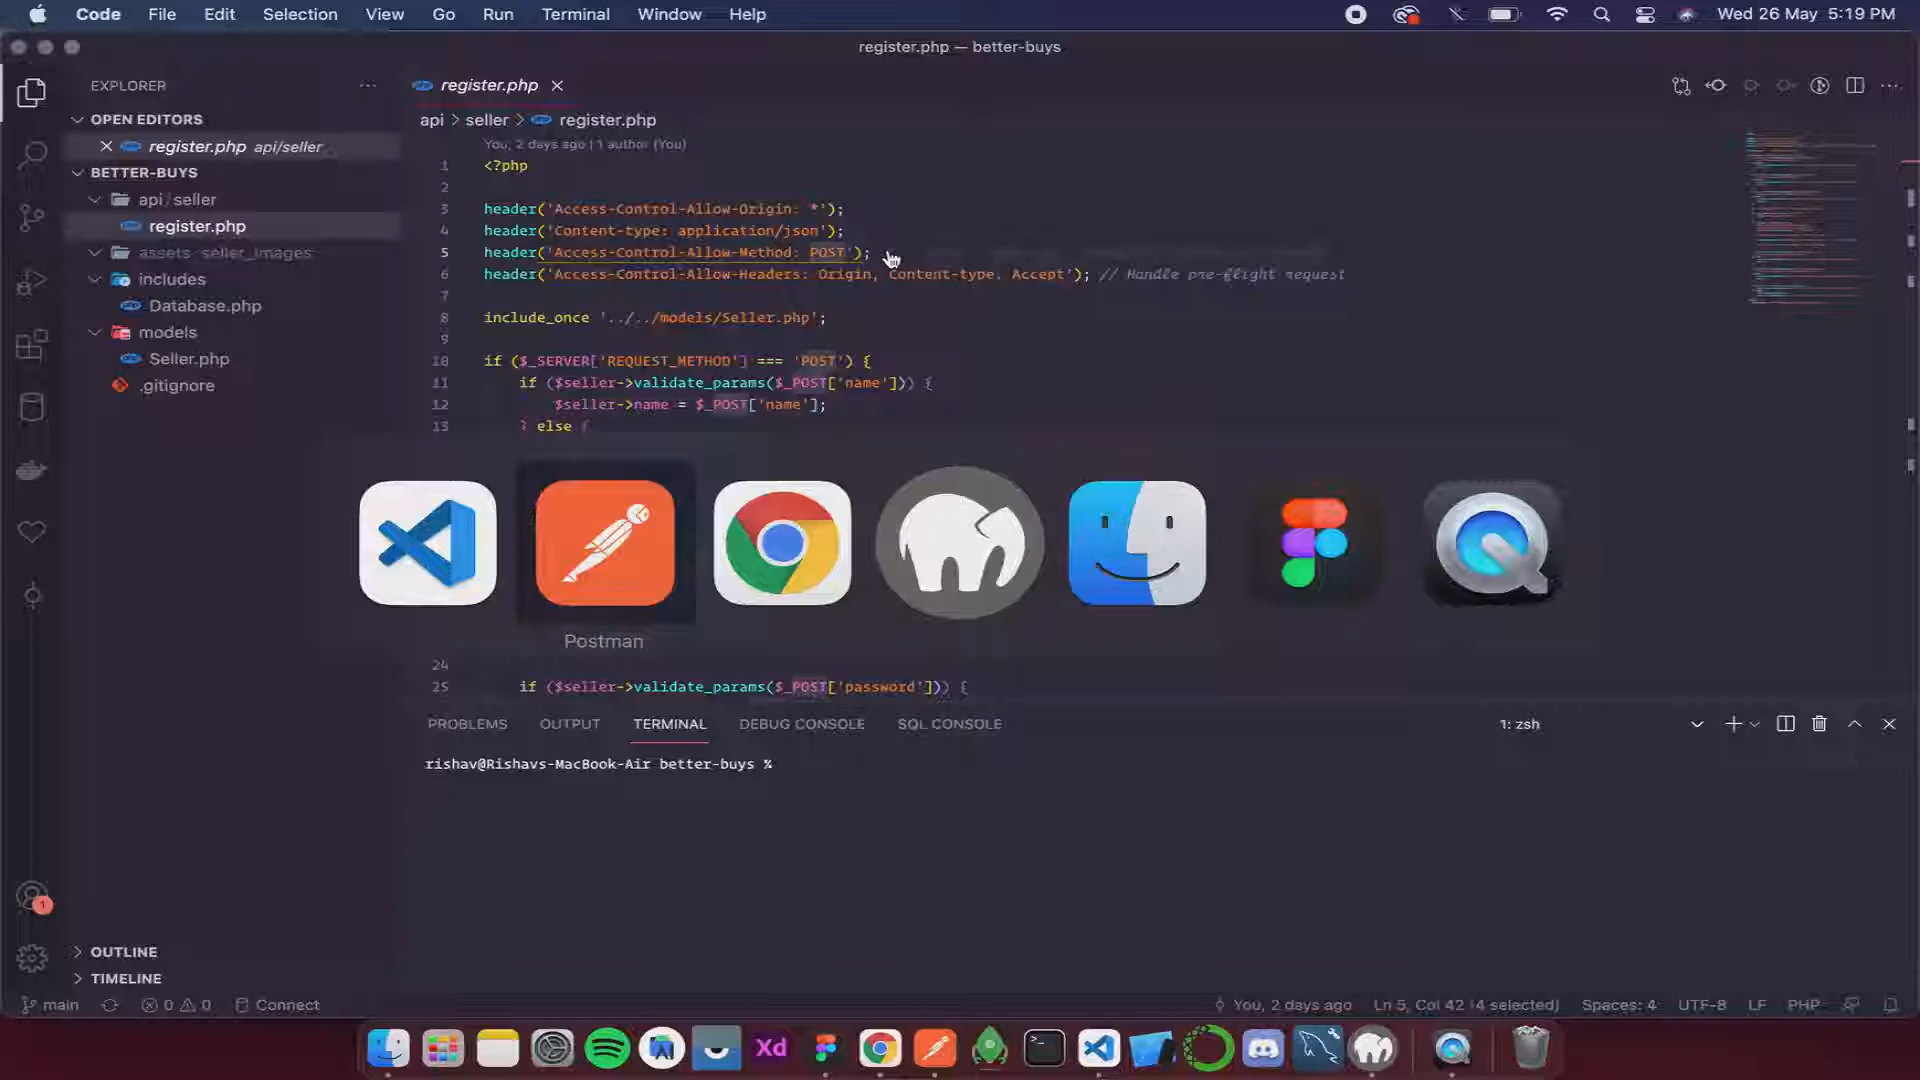 Code File Edit Selection View Go Run Terminal Window Help Wed 26 May 5:19 PM
register.php — better-buys
EXPLORER
OPEN EDITORS
register.php api/seller
BETTER-BUYS
api/seller
register.php
assets seller_images
includes
Database.php
models
Seller.php
.gitignore
OUTLINE
TIMELINE
register.php
api > seller > register.php
You, 2 days ago | 1 author (You)
1 <?php
2
3 header('Access-Control-Allow-Origin: *');
4 header('Content-type: application/json');
5 header('Access-Control-Allow-Method: POST');
6 header('Access-Control-Allow-Headers: Origin, Content-type, Accept'); // Handle pre-flight request
7
8 include_once '../../models/Seller.php';
9
10 if ($_SERVER['REQUEST_METHOD'] === 'POST') {
11 if ($seller->validate_params($_POST['name'])) {
12 $seller->name = $_POST['name'];
13 } else {
Postman
24
25 if ($seller->validate_params($_POST['password'])) {
PROBLEMS OUTPUT TERMINAL DEBUG CONSOLE SQL CONSOLE 1: zsh
rishav@Rishavs-MacBook-Air better-buys %
1
main 0 0 Connect You, 2 days ago Ln 5, Col 42 (4 selected) Spaces: 4 UTF-8 LF PHP
Xd